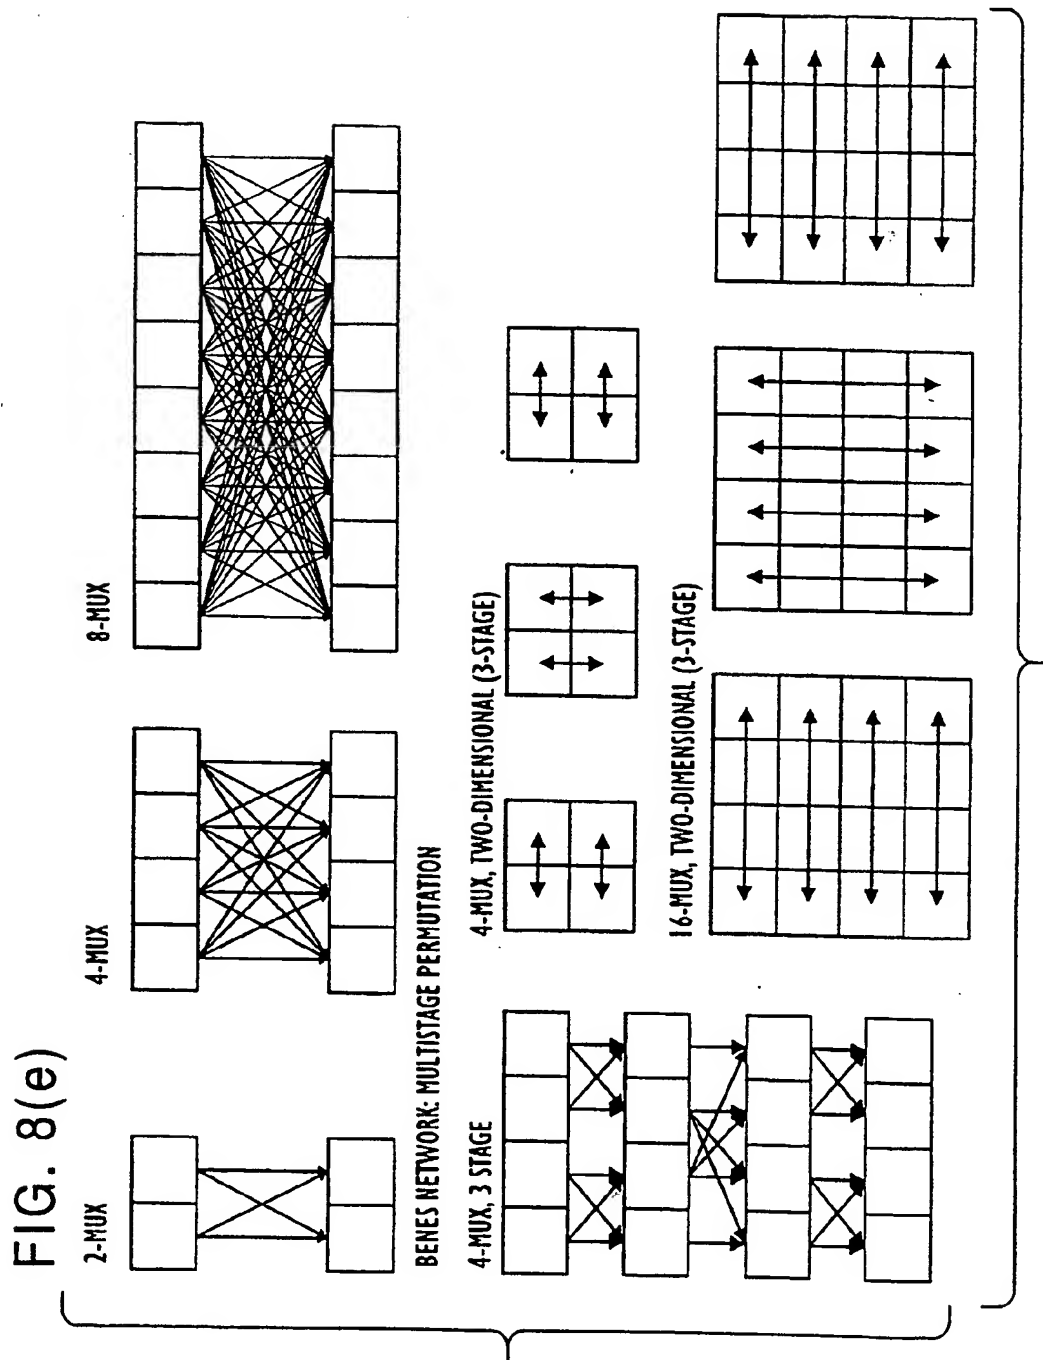 FIG. 8(e)
2-MUX
4-MUX
8-MUX
BENES NETWORK: MULTISTAGE PERMUTATION
4-MUX, 3 STAGE
4-MUX, TWO-DIMENSIONAL (3-STAGE)
16-MUX, TWO-DIMENSIONAL (3-STAGE)